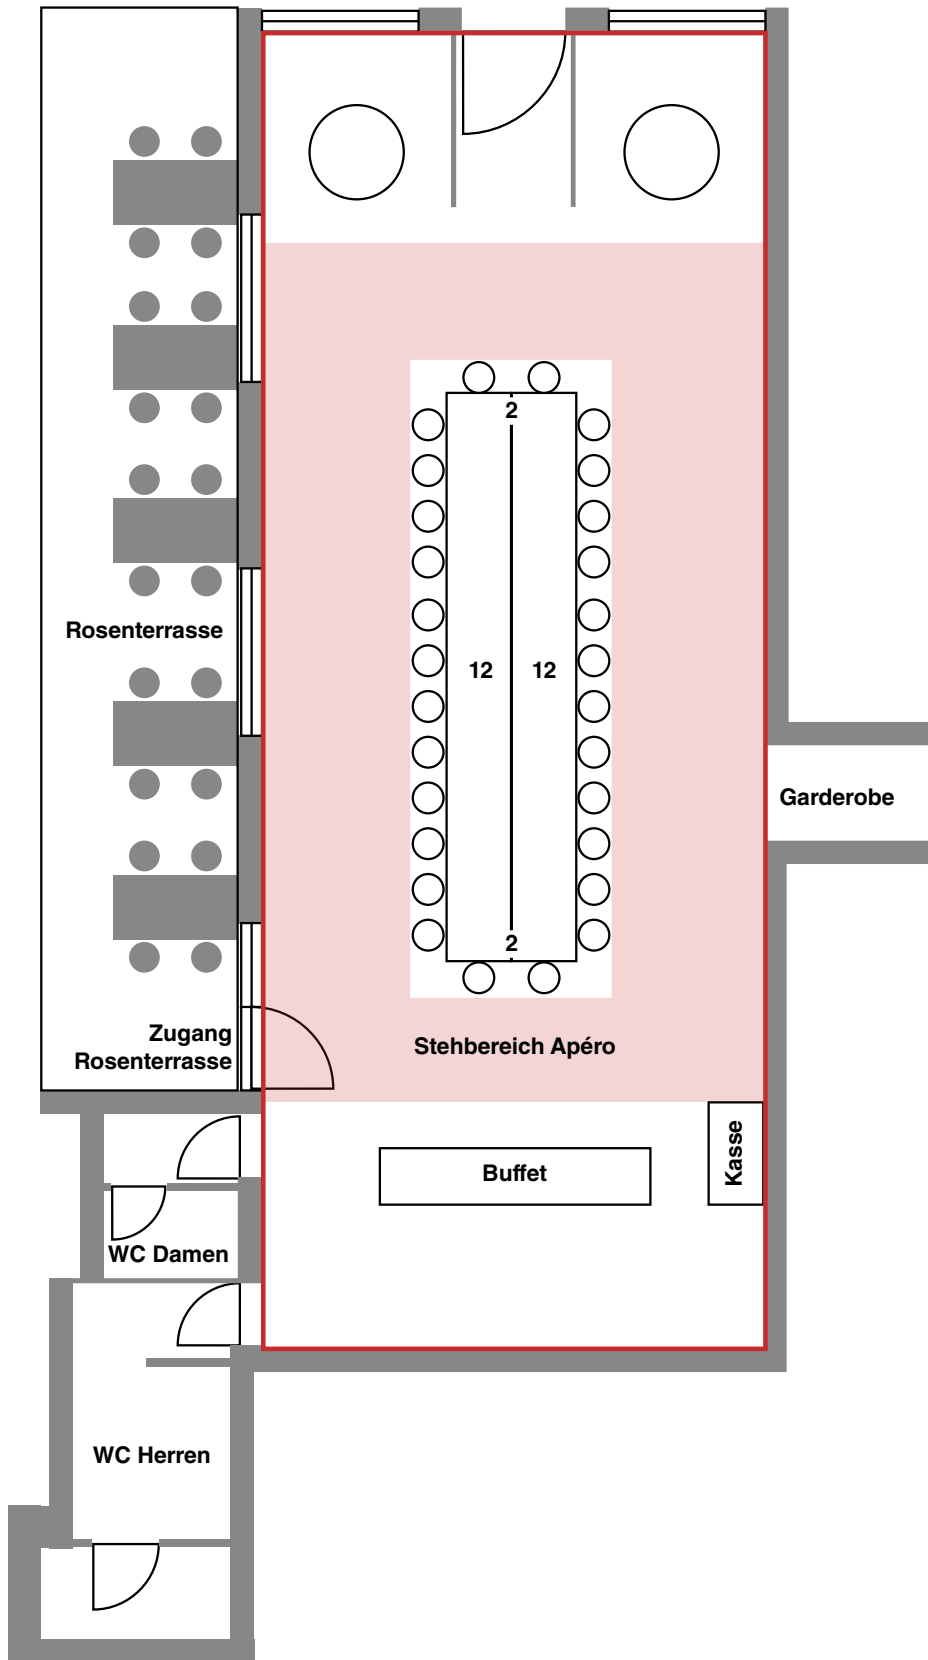 2
Rosenterrasse
12
12
Garderobe
2
Zugang
Rosenterrasse
Stehbereich Apéro
Kasse
Buffet
WC Damen
WC Herren